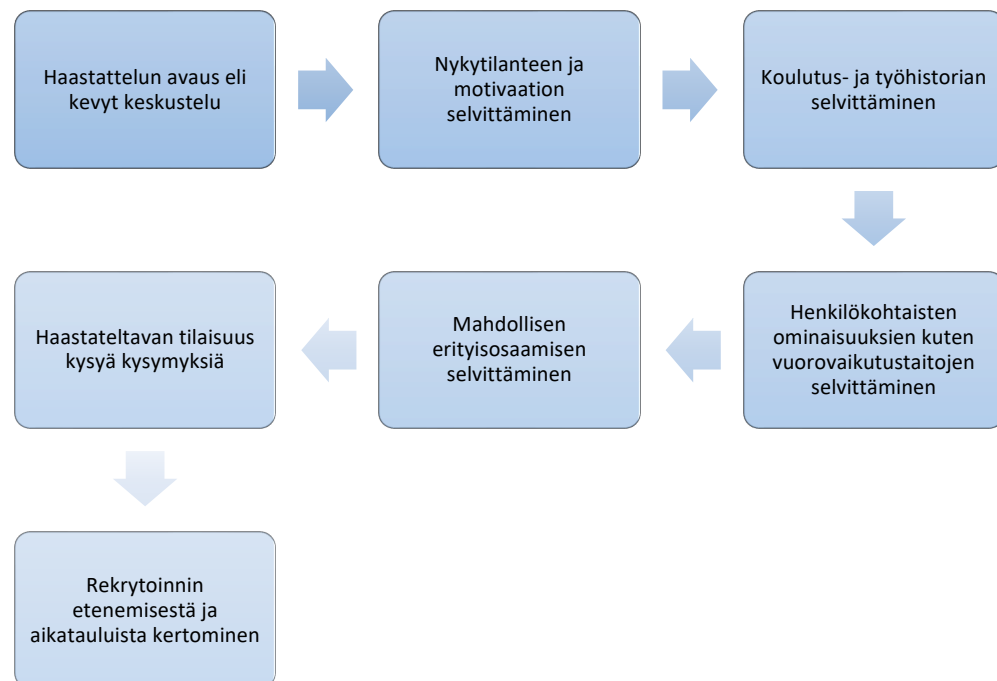 Haastattelun avaus eli
kevyt keskustelu
Nykytilanteen ja
motivaation
selvittäminen
Koulutus- ja työhistorian
selvittäminen
Henkilökohtaisten
ominaisuuksien kuten
vuorovaikutustaitojen
selvittäminen
Mahdollisen
erityisosaamisen
selvittäminen
Haastateltavan tilaisuus
kysyä kysymyksiä
Rekrytoinnin
etenemisestä ja
aikatauluista kertominen